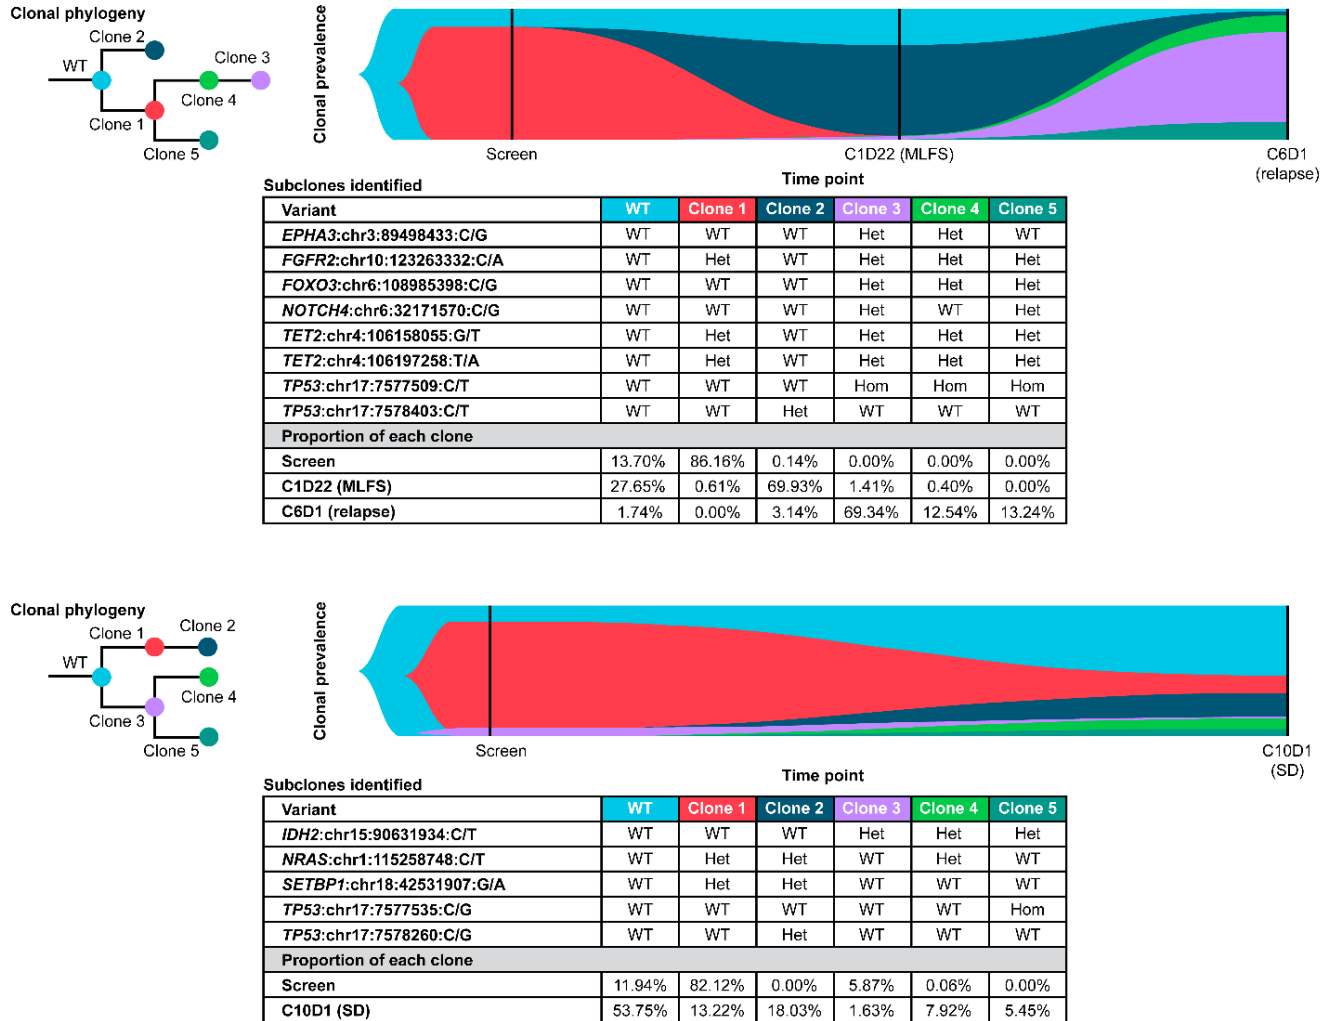 Clonal phylogeny
Clone 2
WT
Clone 3
Clone 4
Clone 1
Clone 5
Clonal prevalence
Screen
C1D22 (MLFS)
C6D1
(relapse)
Time point
Subclones identified
Variant WT Clone 1 Clone 2 Clone 3 Clone 4 Clone 5
EPHA3:chr3:89498433:C/G WT WT WT Het Het WT
FGFR2:chr10:123263332:C/A WT Het WT Het Het Het
FOXO3:chr6:108985398:C/G WT WT WT Het Het Het
NOTCH4:chr6:32171570:C/G WT WT WT Het WT Het
TET2:chr4:106158055:G/T WT Het WT Het Het Het
TET2:chr4:106197258:T/A WT Het WT Het Het Het
TP53:chr17:7577509:C/T WT WT WT Hom Hom Hom
TP53:chr17:7578403:C/T WT WT Het WT WT WT
Proportion of each clone
Screen 13.70% 86.16% 0.14% 0.00% 0.00% 0.00%
C1D22 (MLFS) 27.65% 0.61% 69.93% 1.41% 0.40% 0.00%
C6D1 (relapse) 1.74% 0.00% 3.14% 69.34% 12.54% 13.24%
Clonal phylogeny
Clone 1 Clone 2
WT
Clone 4
Clone 3
Clone 5
Clonal prevalence
Screen
C10D1
(SD)
Time point
Subclones identified
Variant WT Clone 1 Clone 2 Clone 3 Clone 4 Clone 5
IDH2:chr15:90631934:C/T WT WT WT Het Het Het
NRAS:chr1:115258748:C/T WT Het Het WT Het WT
SETBP1:chr18:42531907:G/A WT Het Het WT WT WT
TP53:chr17:7577535:C/G WT WT WT WT WT Hom
TP53:chr17:7578260:C/G WT WT Het WT WT WT
Proportion of each clone
Screen 11.94% 82.12% 0.00% 5.87% 0.06% 0.00%
C10D1 (SD) 53.75% 13.22% 18.03% 1.63% 7.92% 5.45%